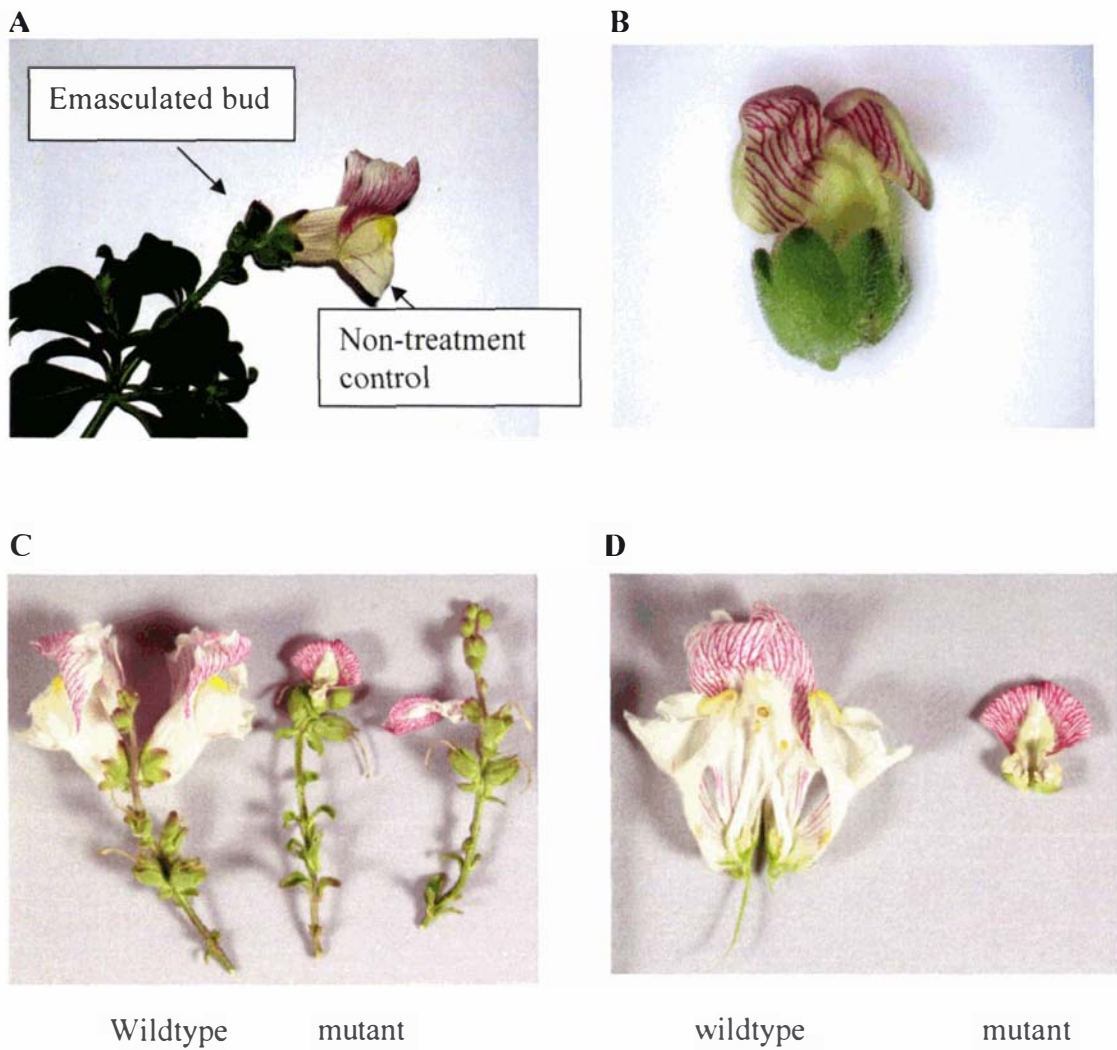 A
B
Emasculated bud
Non-treatment
control
C
D
Wildtype mutant
wildtype mutant